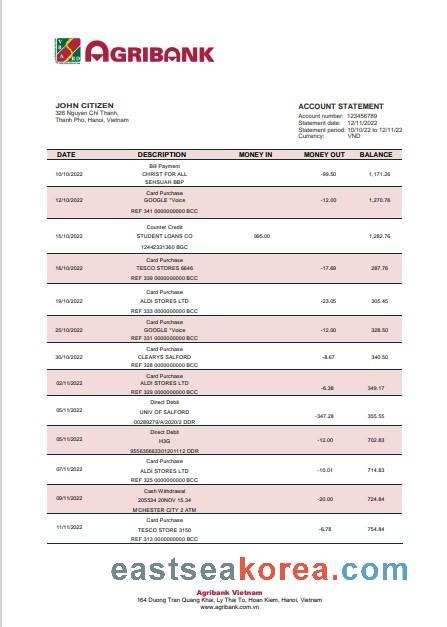 VBARD
AGRIBANK
JOHN CITIZEN
326 Nguyen Chi Thanh,
Thanh Pho, Hanoi, Vietnam
ACCOUNT STATEMENT
Account number: 123456789
Statement date: 12/11/2022
Statement period: 10/10/22 to 12/11/22
Currency: VND
DATE DESCRIPTION MONEY IN MONEY OUT BALANCE
Bill Payment
10/10/2022 CHRIST FOR ALL -99.50 1,171.26
SEHSUAH BBP
Card Purchase
12/10/2022 GOOGLE *Voice -12.00 1,270.76
REF 341 0000000000 BCC
Counter Credit
15/10/2022 STUDENT LOANS CO 995.00 1,282.76
12442331360 BGC
Card Purchase
16/10/2022 TESCO STORES 6646 -17.69 287.76
REF 339 0000000000 BCC
Card Purchase
19/10/2022 ALDI STORES LTD -23.05 305.45
REF 333 0000000000 BCC
Card Purchase
25/10/2022 GOOGLE *Voice -12.00 328.50
REF 331 0000000000 BCC
Card Purchase
30/10/2022 CLEARYS SALFORD -8.67 340.50
REF 328 0000000000 BCC
Card Purchase
02/11/2022 ALDI STORES LTD -6.38 349.17
REF 329 0000000000 BCC
Direct Debit
05/11/2022 UNIV OF SALFORD -347.28 355.55
00289279/A/2020/2 DDR
Direct Debit
05/11/2022 H3G -12.00 702.83
955635663301201112 DDR
Card Purchase
07/11/2022 ALDI STORES LTD -10.01 714.83
REF 325 0000000000 BCC
Cash Withdrawal
09/11/2022 205534 20NOV 15.34 -20.00 724.84
M'CHESTER CITY 2 ATM
Card Purchase
11/11/2022 TESCO STORE 3150 -6.78 754.84
REF 313 0000000000 BCC
eastseakorea.com
Agribank Vietnam
164 Duong Tran Quang Khai, Ly Thai To, Hoan Kiem, Hanoi, Vietnam
www.agribank.com.vn